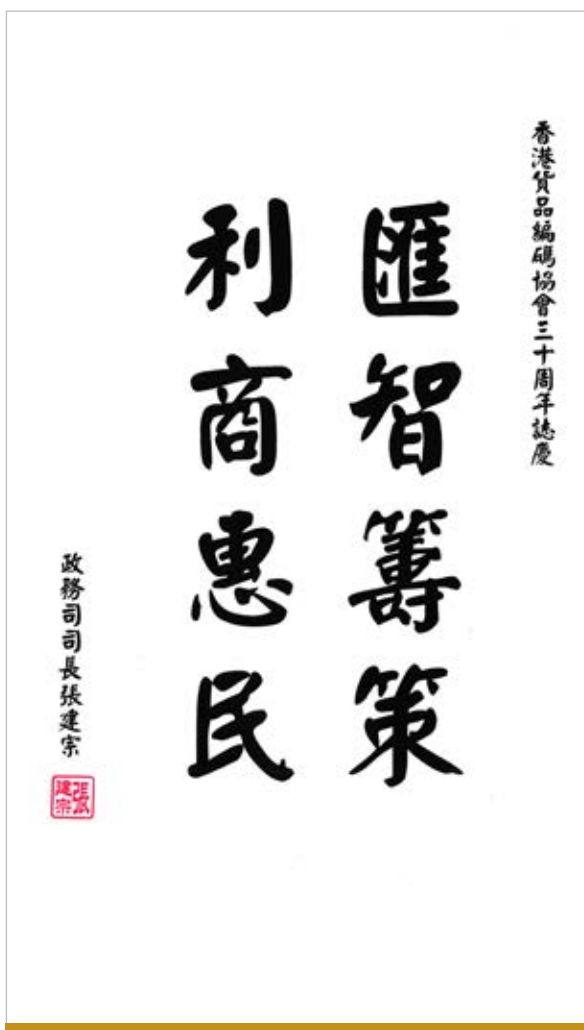 香港貨品編碼協會三十周年誌慶
匯智籌策
利商惠民
政務司司長張建宗
張建宗